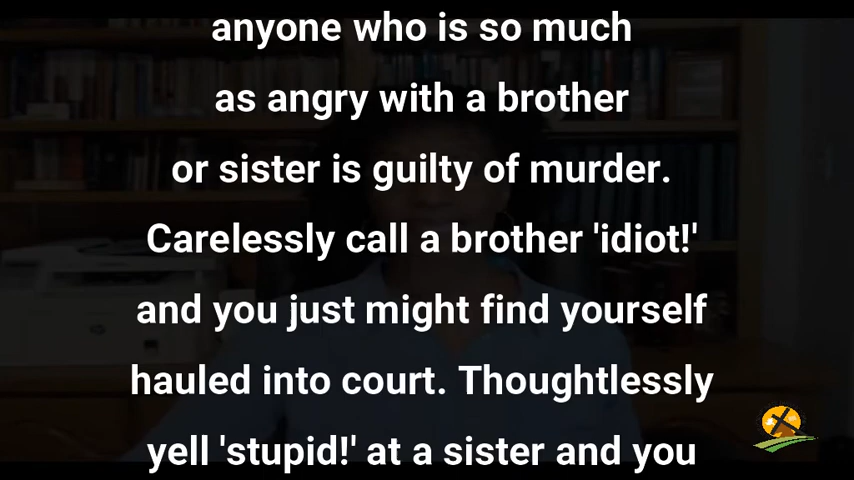 anyone who is so much
as angry with a brother
or sister is guilty of murder.
Carelessly call a brother 'idiot!'
and you just might find yourself
hauled into court. Thoughtlessly
yell 'stupid!' at a sister and you